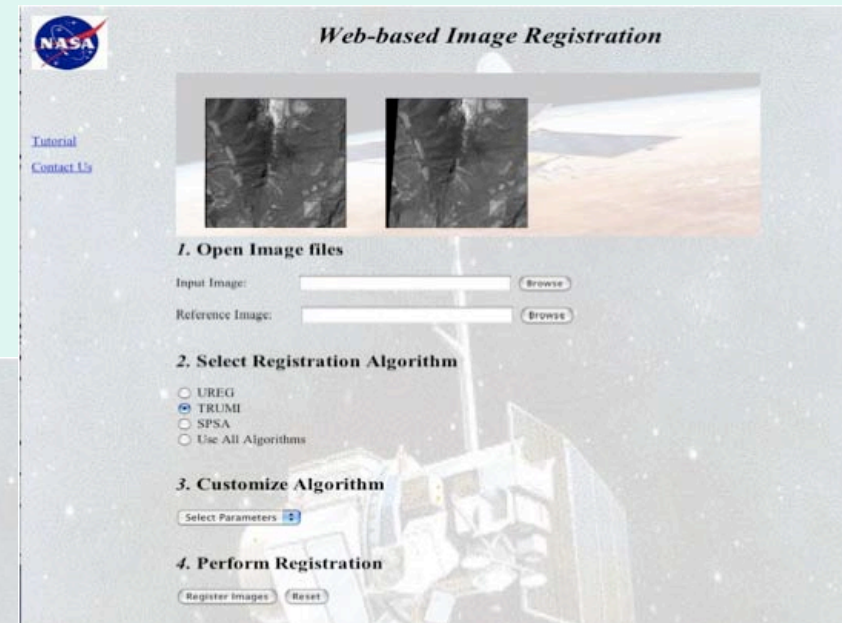 NASA
Web-based Image Registration
Tutorial
Contact Us
1. Open Image files
Input Image:
Browse
Reference Image:
Browse
2. Select Registration Algorithm
UREG
TRUMI
SPSA
Use All Algorithms
3. Customize Algorithm
Select Parameters
4. Perform Registration
Register Images
Reset